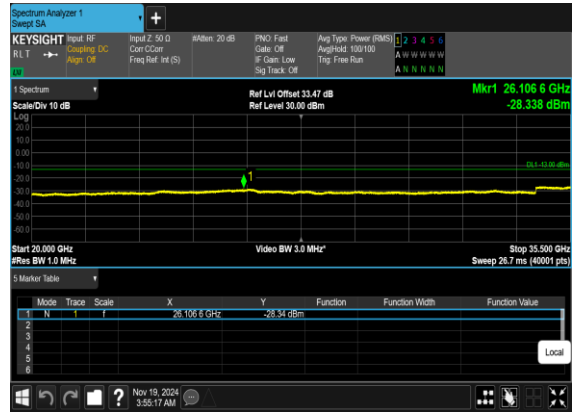 Spectrum Analyzer 1
Swept SA
+
KEYSIGHT Input: RF Input Z: 50 Ω #Atten: 20 dB PNO: Fast Avg Type: Power (RMS) 1 2 3 4 5 6
RLT Coupling: DC Corr CCorr Gate: Off Avg|Hold: 100/100 A W W W W W
Align: Off Freq Ref: Int (S) IF Gain: Low Trig: Free Run
Sig Track: Off A N N N N N
1 Spectrum Ref Lvl Offset 33.47 dB Mkr1 26.106 6 GHz
Scale/Div 10 dB Ref Level 30.00 dBm -28.338 dBm
Log
20.0
10.0
0.00
-10.0
DL1 -13.00 dBm
-20.0
1
-30.0
-40.0
-50.0
-60.0
Start 20.000 GHz Video BW 3.0 MHz* Stop 35.500 GHz
#Res BW 1.0 MHz Sweep 26.7 ms (40001 pts)
5 Marker Table
Mode Trace Scale X Y Function Function Width Function Value
1 N 1 f 26.106 6 GHz -28.34 dBm
2
3
4
5
6
Local
? Nov 19, 2024
3:55:17 AM